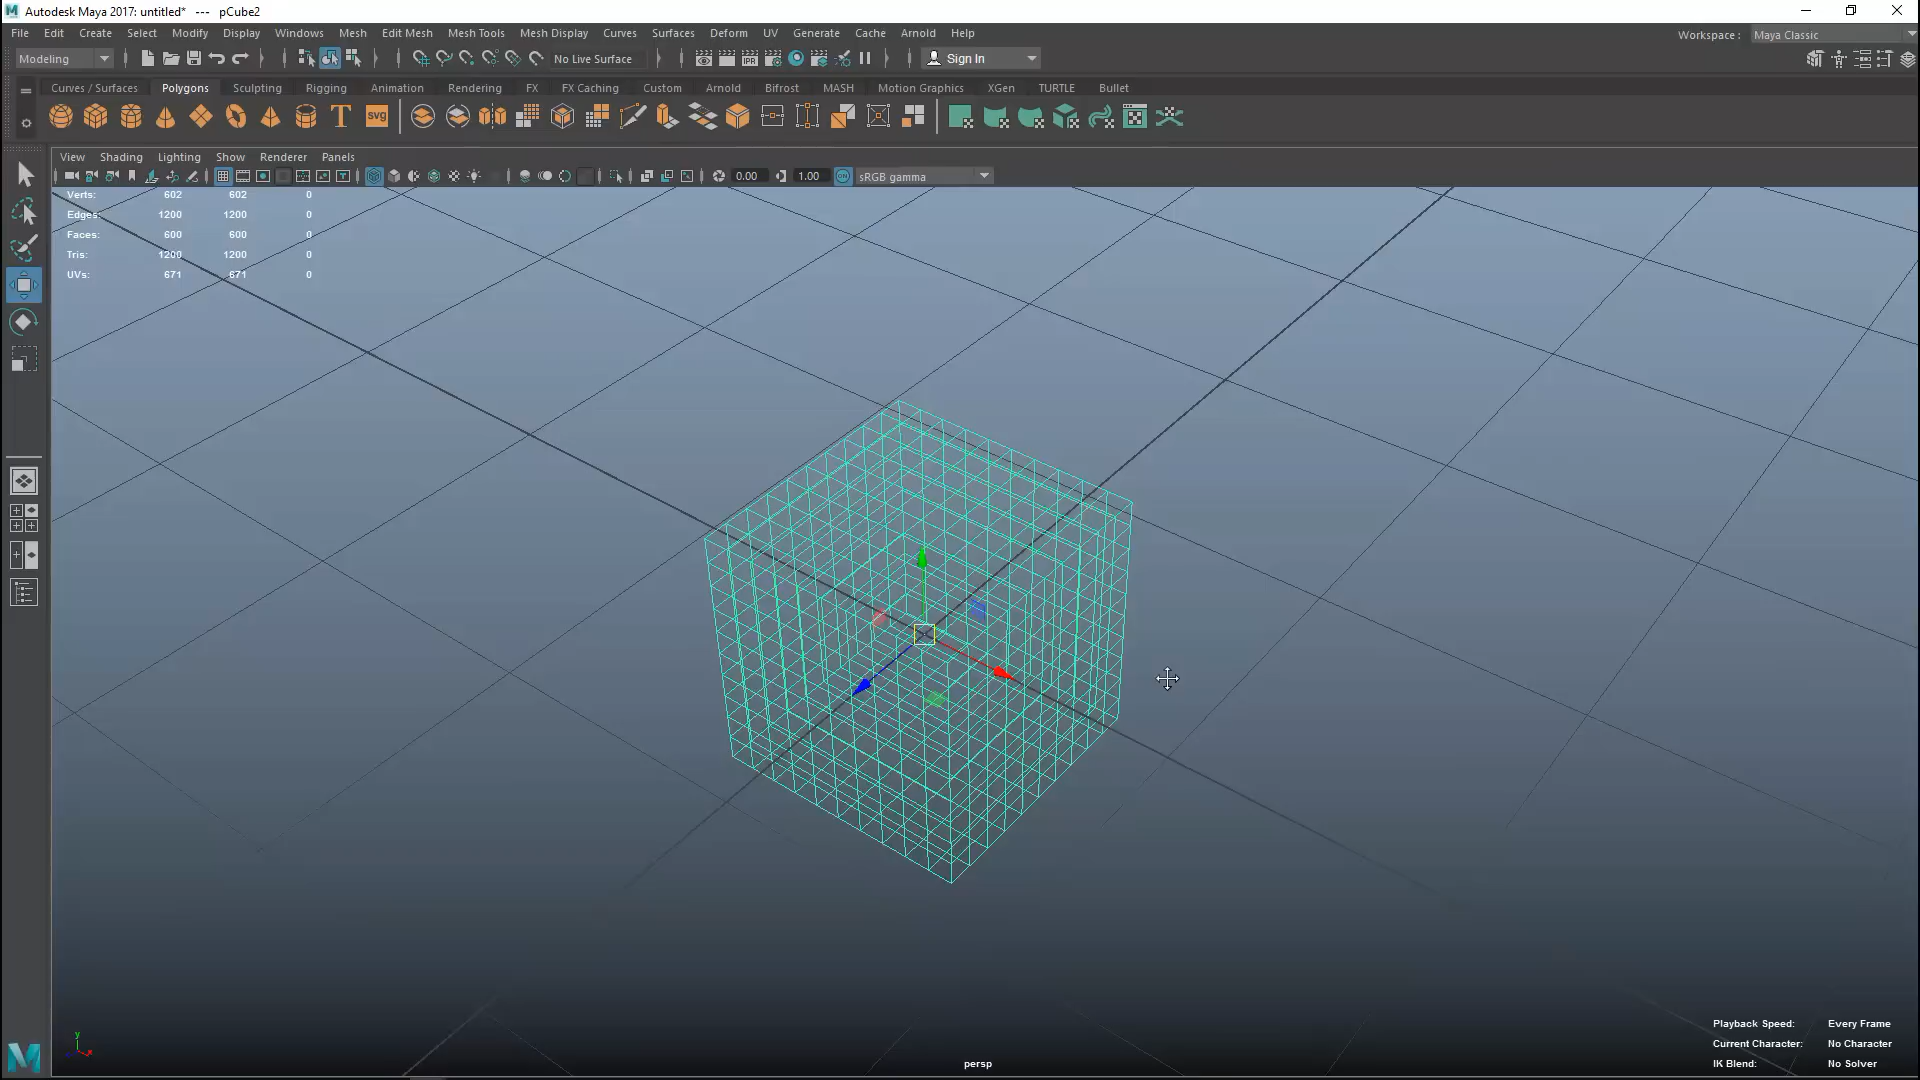 Autodesk Maya 2017: untitled*   ---   pCube2
File Edit Create Select Modify Display Windows Mesh Edit Mesh Mesh Tools Mesh Display Curves Surfaces Deform UV Generate Cache Arnold Help
Workspace : Maya Classic
Modeling No Live Surface IPR Sign In
Curves / Surfaces Polygons Sculpting Rigging Animation Rendering FX FX Caching Custom Arnold Bifrost MASH Motion Graphics XGen TURTLE Bullet
T SVG
View Shading Lighting Show Renderer Panels
0.00 1.00 ON sRGB gamma
Verts: 602 602 0
Edges: 1200 1200 0
Faces: 600 600 0
Tris: 1200 1200 0
UVs: 671 671 0
Playback Speed: Every Frame
Current Character: No Character
IK Blend: No Solver
y
persp
M